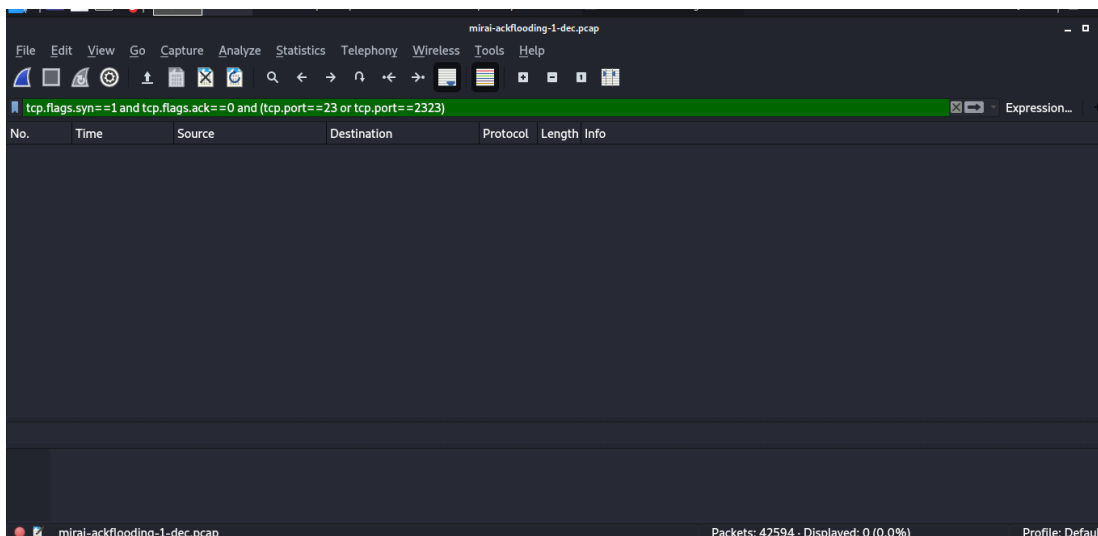 mirai-ackflooding-1-dec.pcap
File Edit View Go Capture Analyze Statistics Telephony Wireless Tools Help
tcp.flags.syn==1 and tcp.flags.ack==0 and (tcp.port==23 or tcp.port==2323)
Expression...
No. Time Source Destination Protocol Length Info
mirai-ackflooding-1-dec.pcap Packets: 42594 · Displayed: 0 (0.0%) Profile: Defau